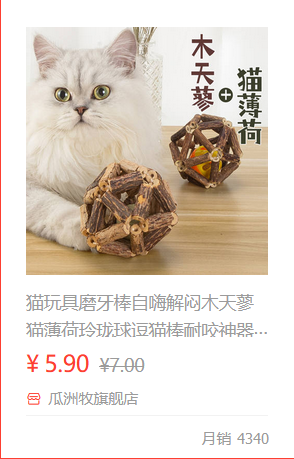 木天蓼
+
猫薄荷
猫玩具磨牙棒自嗨解闷木天蓼
猫薄荷玲珑球逗猫棒耐咬神器...
¥ 5.90 ¥7.00
瓜洲牧旗舰店
月销 4340